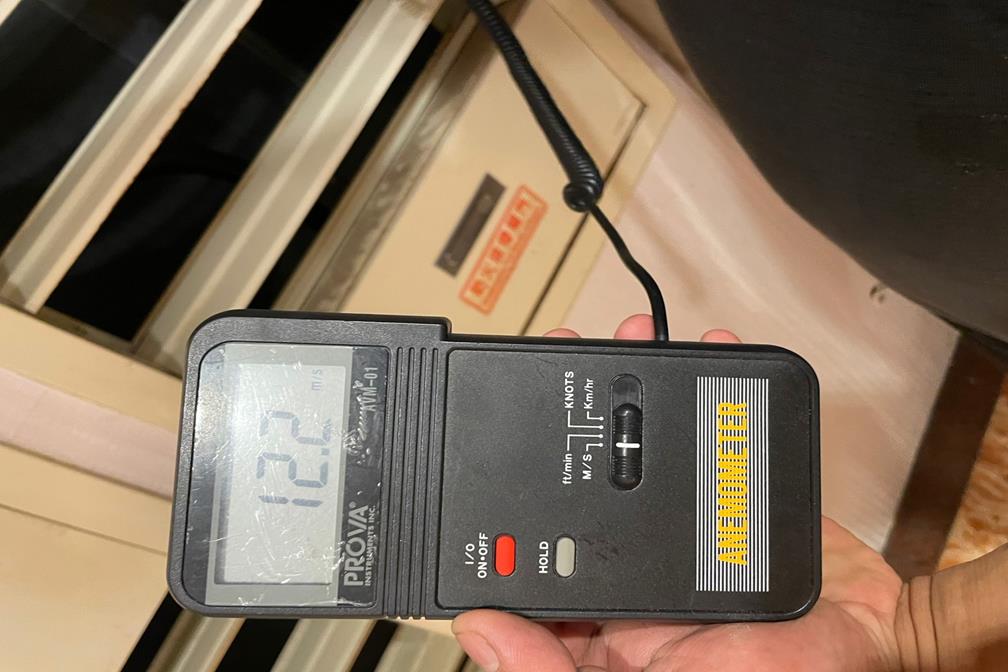 12.2
m/s
AVM-01
PROVA®
INSTRUMENTS INC.
KNOTS
ft/min
Km/hr
M/S
I/O
ON•OFF
HOLD
ANEMOMETER